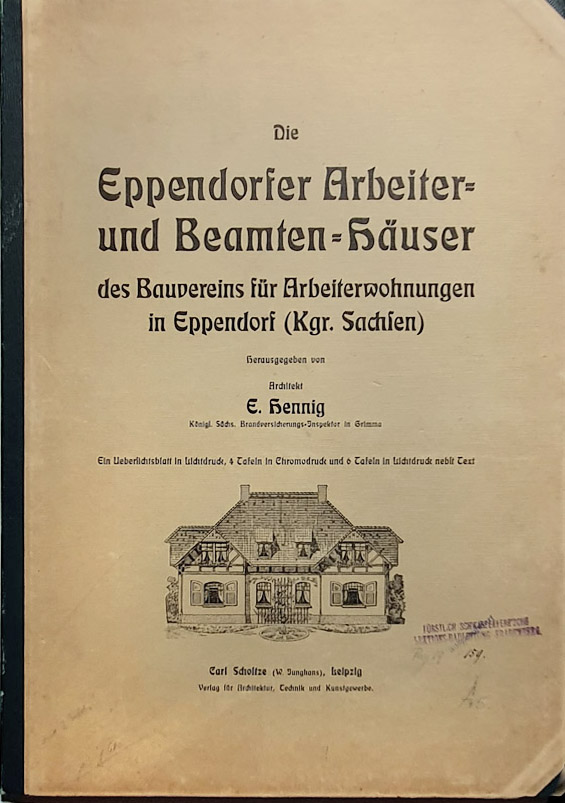 Die
Eppendorfer Arbeiter-
und Beamten-Häuser
des Bauvereins für Arbeiterwohnungen
in Eppendorf (Kgr. Sachsen)
Herausgegeben von
Architekt
E. Hennig
Königl. Sächs. Brandversicherungs-Inspektor in Grimma
Ein Uebersichtsblatt in Lichtdruck, 4 Tafeln in Chromodruck und 6 Tafeln in Lichtdruck nebst Text
FÜRSTLICH
159.
Carl Scholtze (W. Junghans), Leipzig
Verlag für Architektur, Technik und Kunstgewerbe.